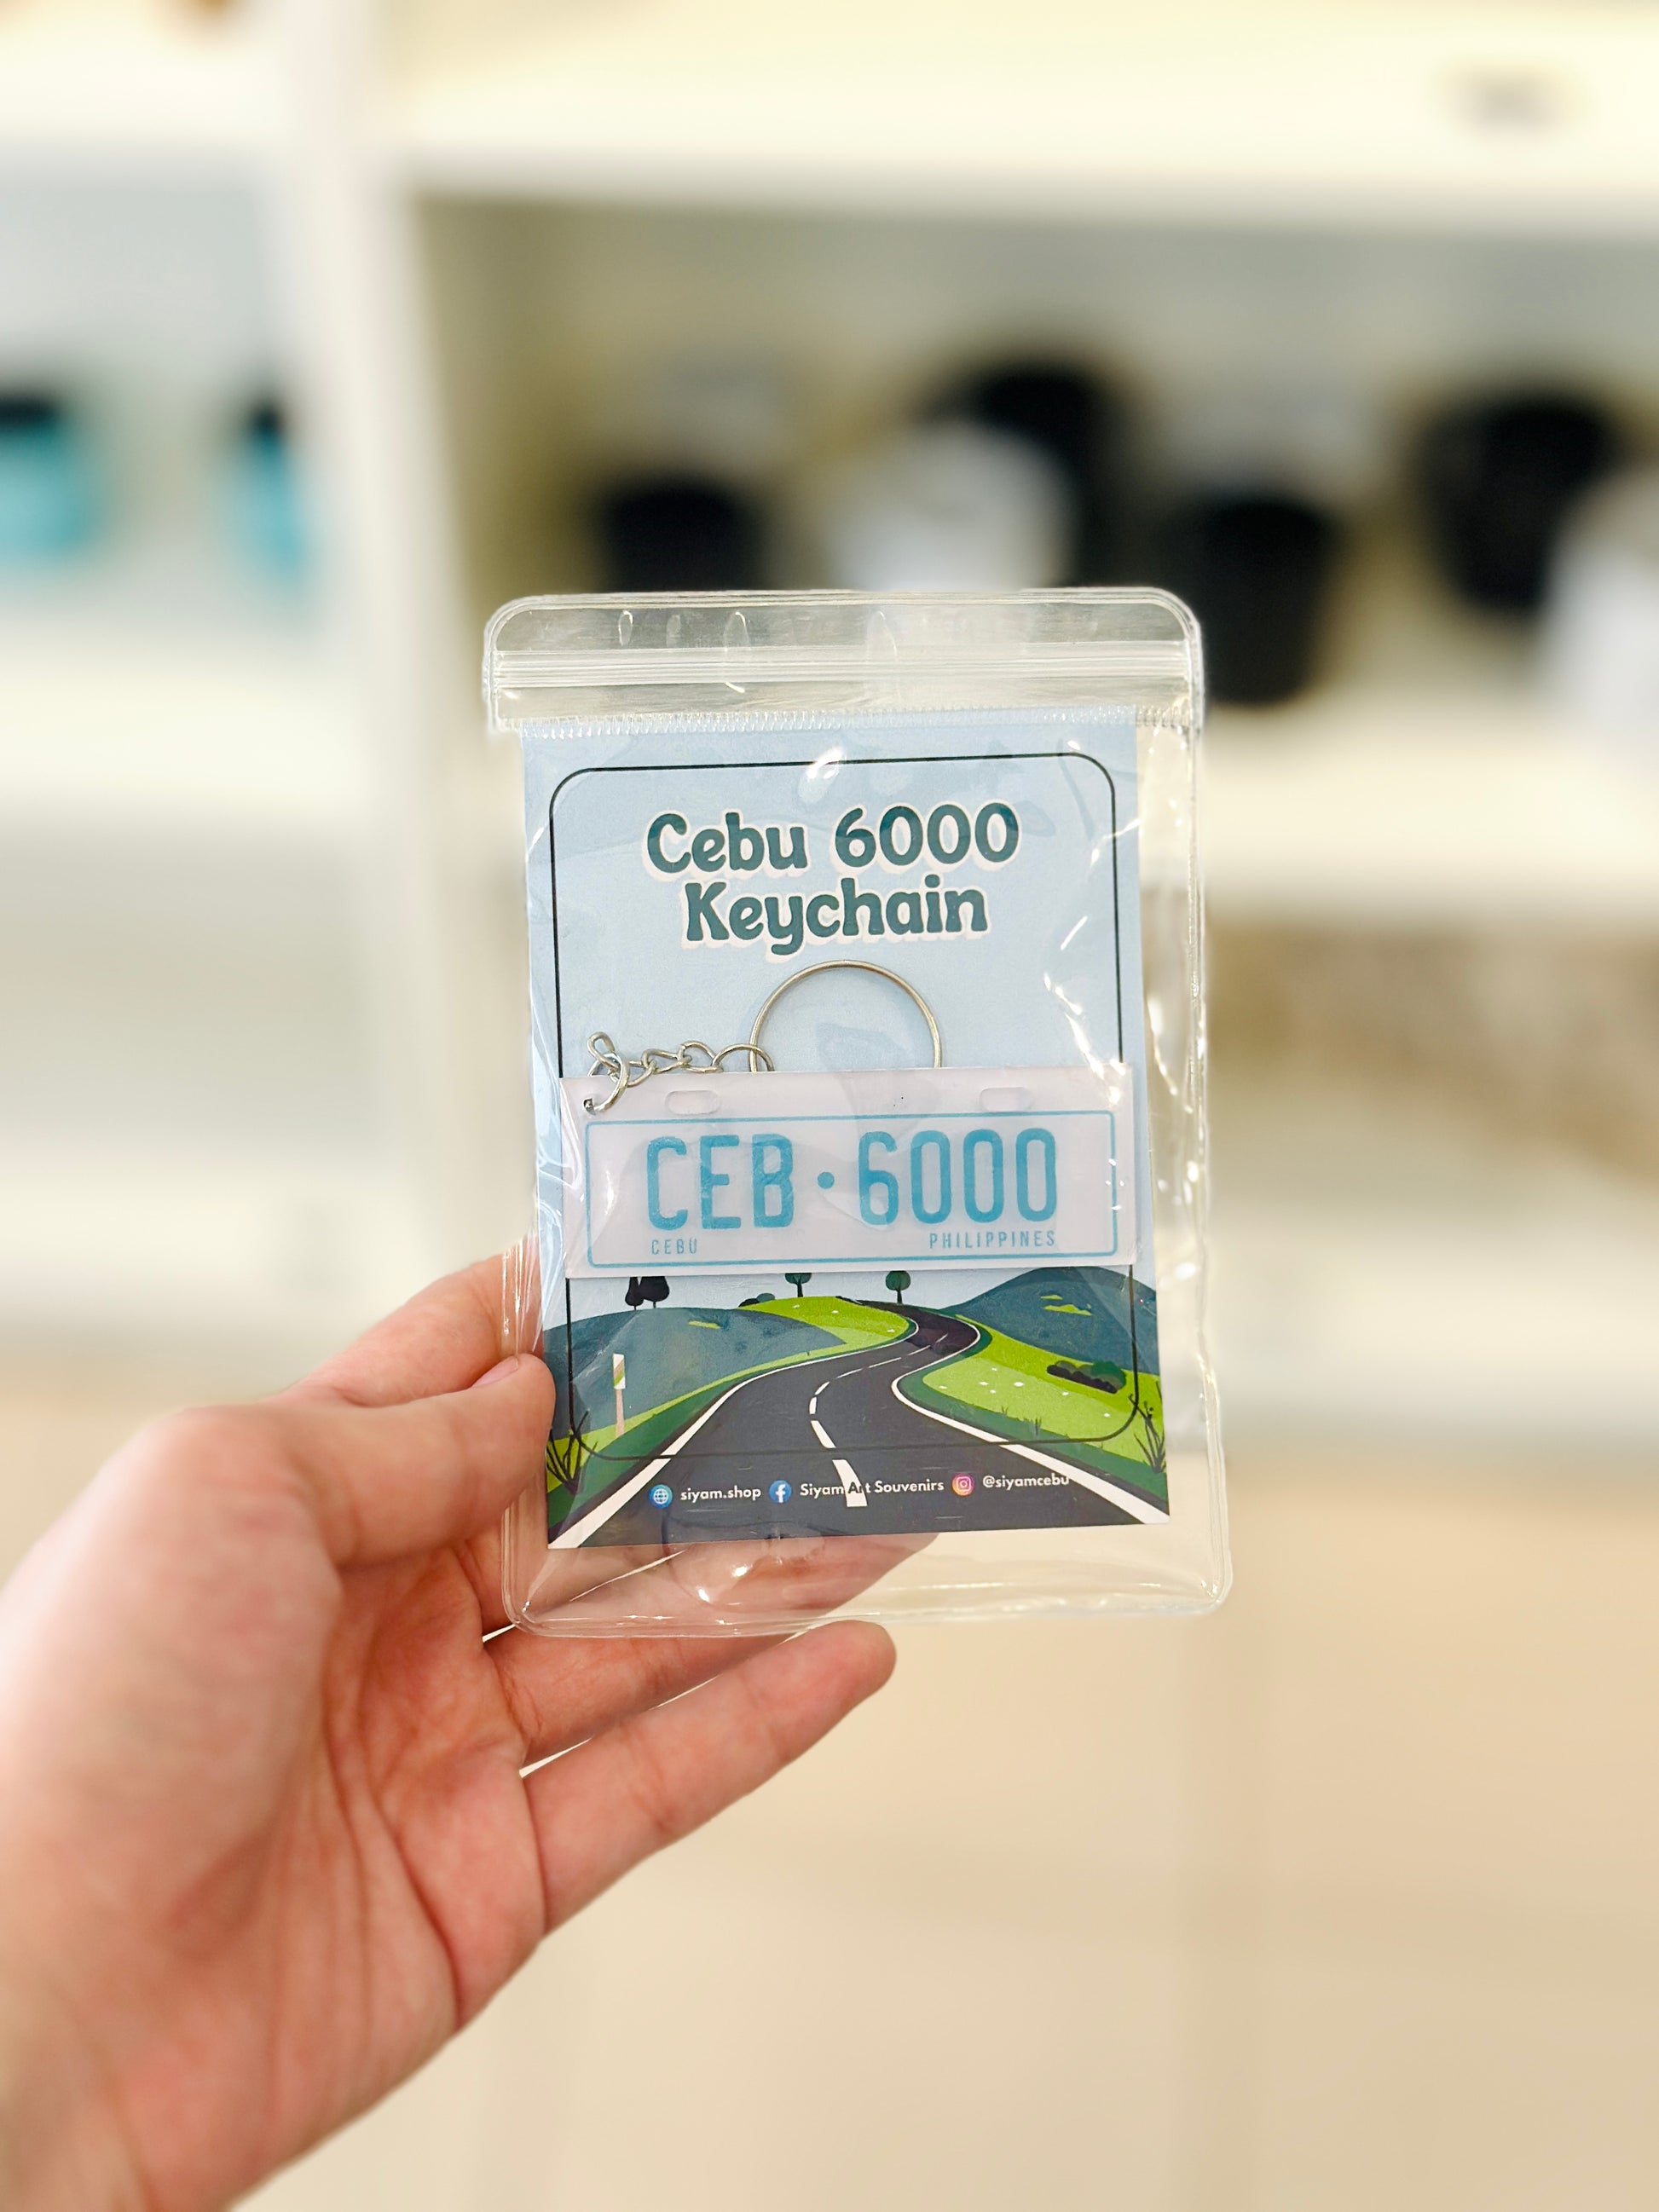 Cebu 6000
Keychain
CEB · 6000
CEBU PHILIPPINES
siyam.shop Siyam Art Souvenirs @siyamcebu